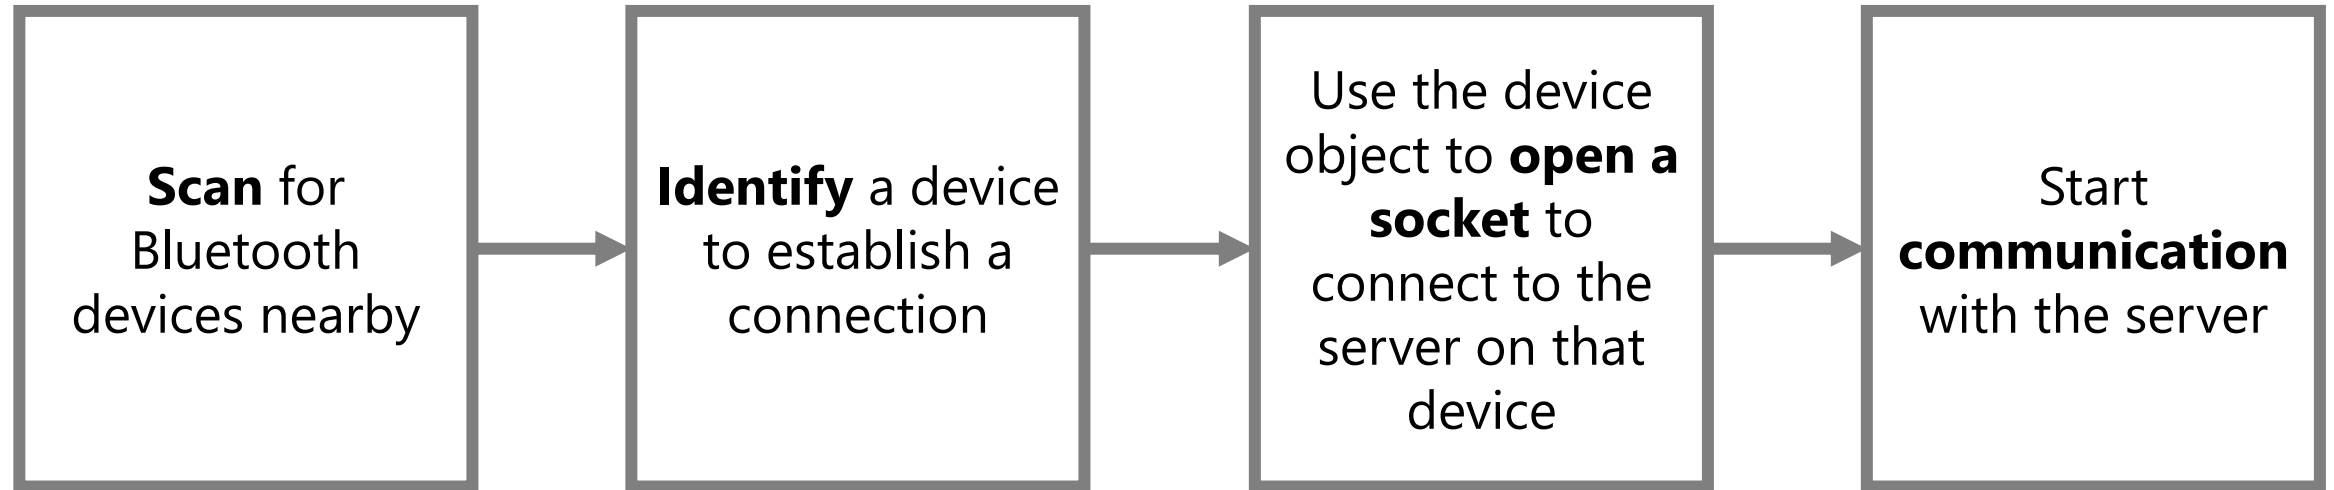 Scan for
Bluetooth
devices nearby
Identify a device
to establish a
connection
Use the device
object to open a
socket to
connect to the
server on that
device
Start
communication
with the server